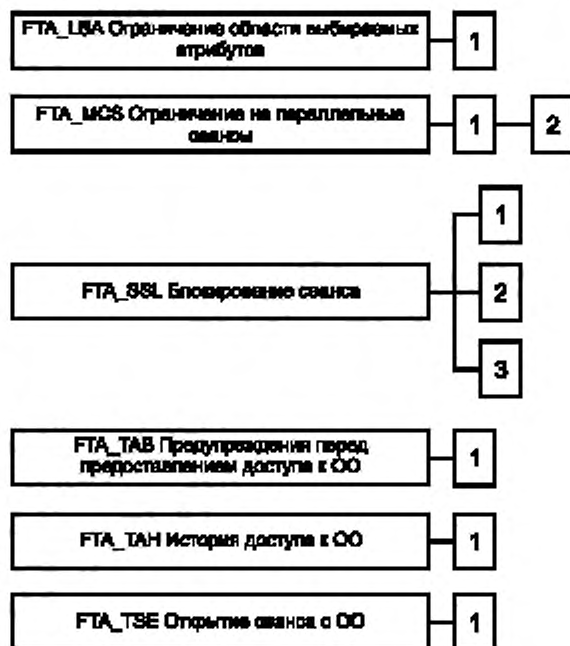 FTA_LSA Ограничение области выбираемых
атрибутов
1
FTA_MCS Ограничение на параллельные
сеансы
1
2
1
FTA_SSL Блокирование сеанса
2
3
FTA_TAB Предупреждения перед
предоставлением доступа к ОО
1
FTA_TAH История доступа к ОО
1
FTA_TSE Открытие сеанса с ОО
1